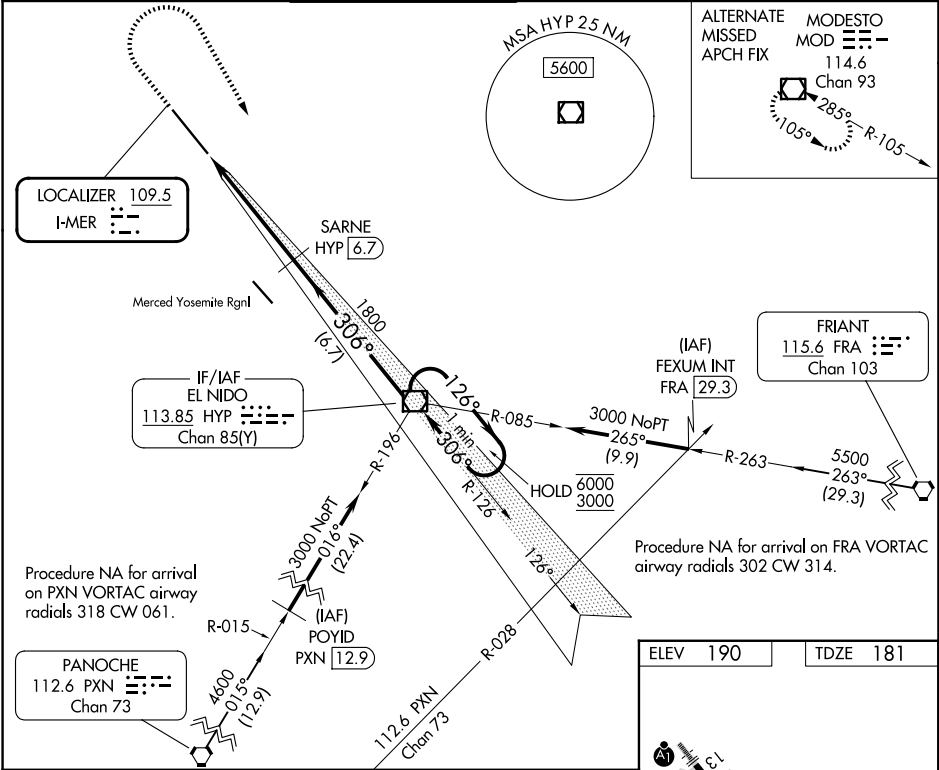 MSA HYP 25 NM
5600
ALTERNATE
MISSED
APCH FIX
MODESTO
MOD
114.6
Chan 93
285°
R-105
105°
LOCALIZER 109.5
I-MER
SARNE
HYP 6.7
Merced Yosemite Rgnl
1800
306°
(6.7)
IF/IAF
EL NIDO
113.85 HYP
Chan 85(Y)
126°
1 min
306°
R-126
126°
HOLD 6000
3000
R-085
3000 NoPT
265°
(9.9)
(IAF)
FEXUM INT
FRA 29.3
R-263
5500
263°
(29.3)
FRIANT
115.6 FRA
Chan 103
Procedure NA for arrival on FRA VORTAC
airway radials 302 CW 314.
R-196
3000 NoPT
016°
(22.4)
Procedure NA for arrival
on PXN VORTAC airway
radials 318 CW 061.
R-015
(IAF)
POYID
PXN 12.9
PANOCHE
112.6 PXN
Chan 73
4600
015°
(12.9)
R-028
112.6 PXN
Chan 73
ELEV 190
TDZE 181
A1
13